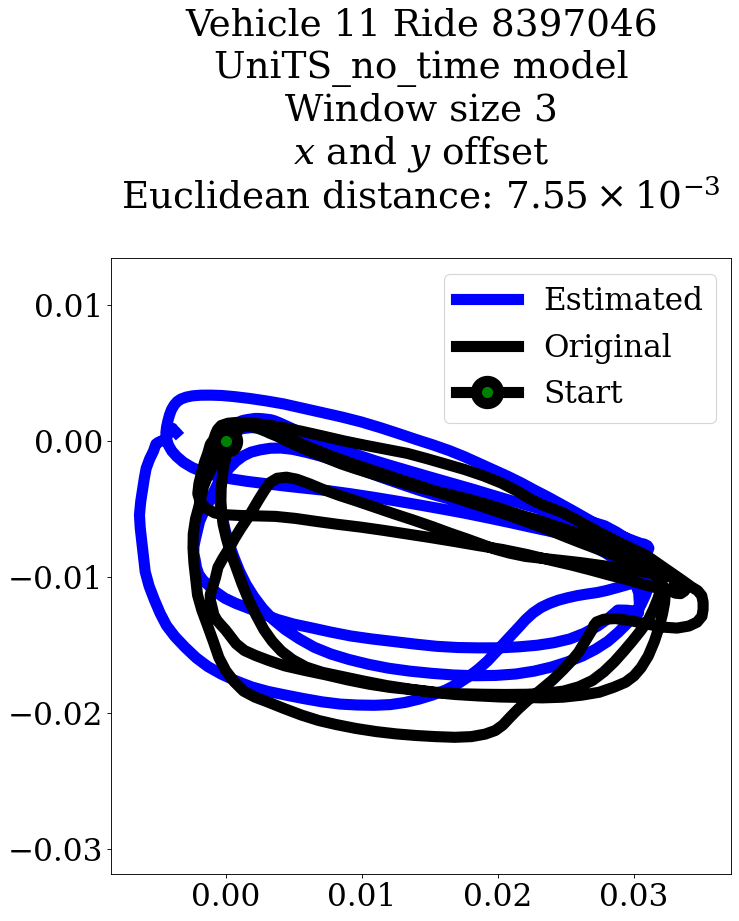 Vehicle 11 Ride 8397046
UniTS_no_time model
Window size 3
x and y offset
Euclidean distance: 7.55 × 10⁻³
Estimated
Original
Start
0.01
0.00
−0.01
−0.02
−0.03
0.00 0.01 0.02 0.03